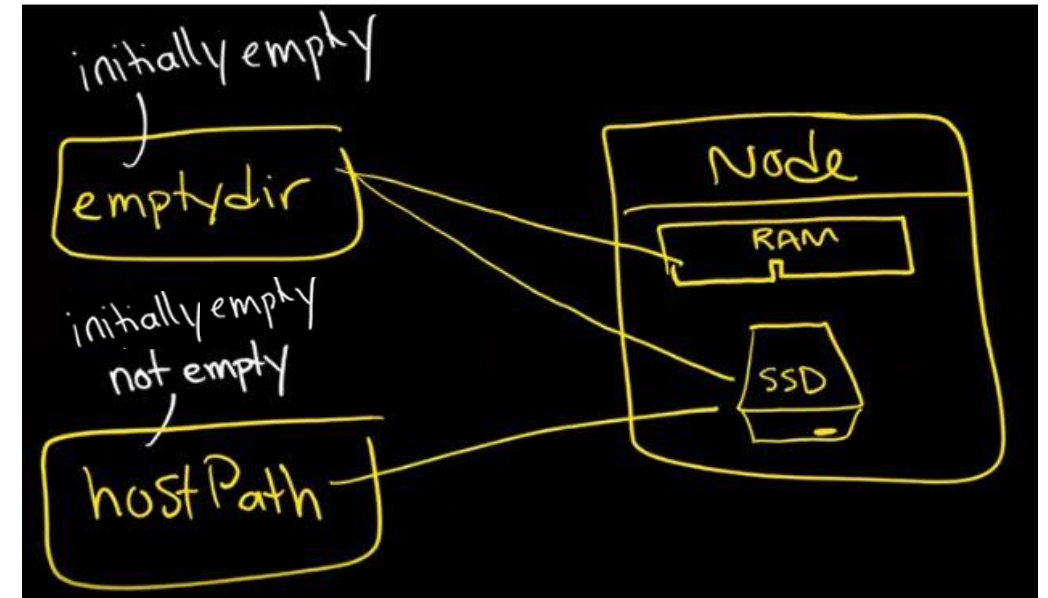 initially empty
emptydir
initially empty
not empty
hostPath
Node
RAM
SSD